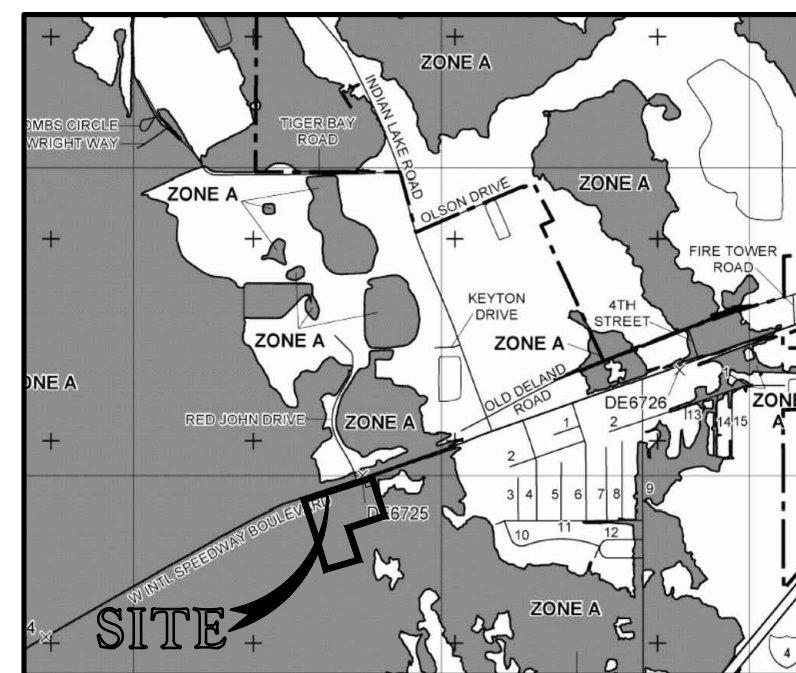 ZONE A
INDIAN LAKE ROAD
OMBS CIRCLE
WRIGHT WAY
TIGER BAY
ROAD
ZONE A
ZONE A
OLSON DRIVE
FIRE TOWER
ROAD
KEYTON
DRIVE
4TH
STREET
ZONE A
ZONE A
ONE A
OLD DELAND
ROAD
DE6726
1
ZONE
A
RED JOHN DRIVE
ZONE A
13
14
15
1
2
2
3
4
5
6
7
8
9
DE6725
W INTL SPEEDWAY BOULEVARD
10
11
12
ZONE A
SITE
4
4